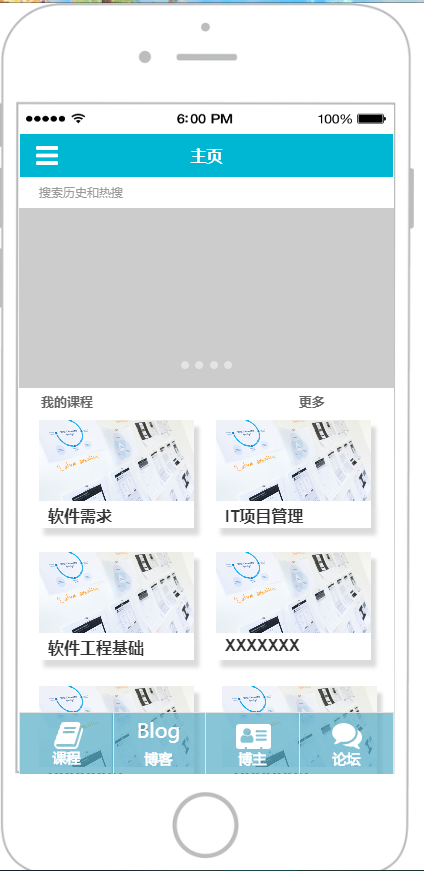 6:00 PM 100%
主页
搜索历史和热搜
我的课程 更多
软件需求 IT项目管理
软件工程基础 XXXXXXX
Blog
课程 博客 博主 论坛